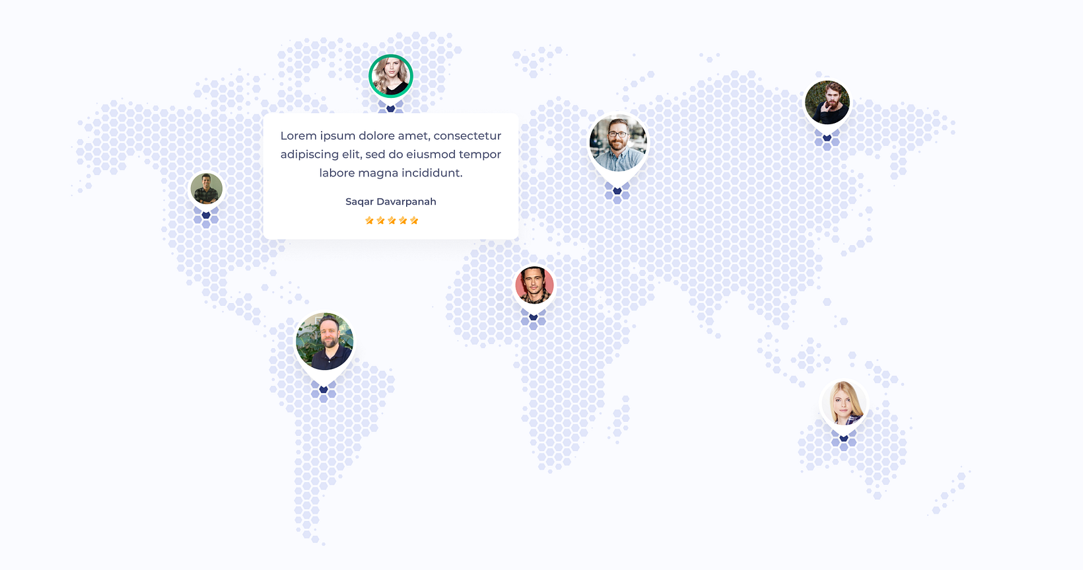 Lorem ipsum dolore amet, consectetur
adipiscing elit, sed do eiusmod tempor
labore magna incididunt.
Saqar Davarpanah